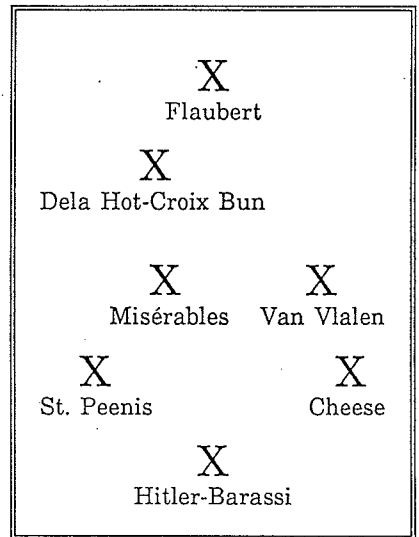 X
Flaubert
X
Dela Hot-Croix Bun
X X
Misérables Van Vlalen
X X
St. Peenis Cheese
X
Hitler-Barassi